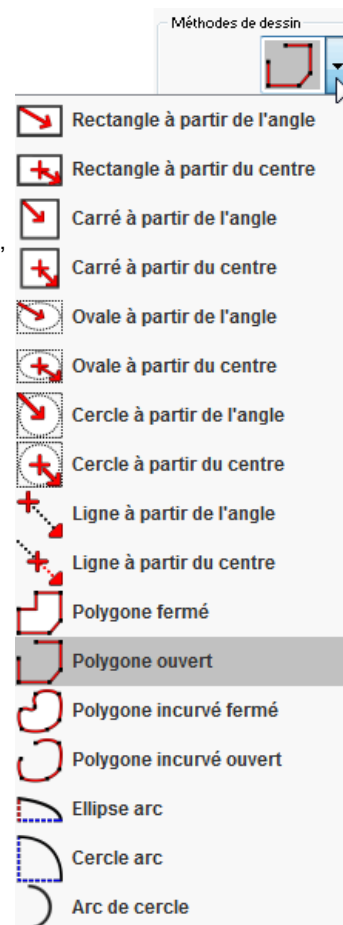 Méthodes de dessin
Rectangle à partir de l'angle
Rectangle à partir du centre
Carré à partir de l'angle
,
Carré à partir du centre
Ovale à partir de l'angle
Ovale à partir du centre
Cercle à partir de l'angle
Cercle à partir du centre
Ligne à partir de l'angle
Ligne à partir du centre
Polygone fermé
Polygone ouvert
Polygone incurvé fermé
Polygone incurvé ouvert
Ellipse arc
Cercle arc
Arc de cercle